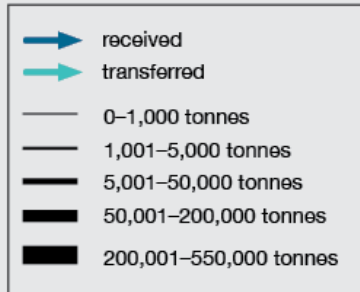 received
transferred
0–1,000 tonnes
1,001–5,000 tonnes
5,001–50,000 tonnes
50,001–200,000 tonnes
200,001–550,000 tonnes